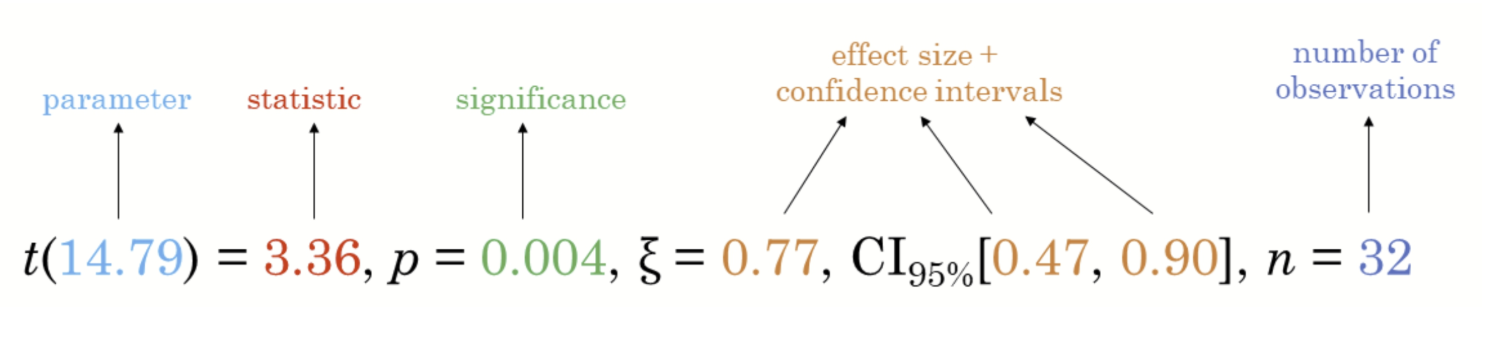 effect size +
number of
parameter
statistic
significance
confidence intervals
observations
t(14.79) = 3.36, p = 0.004, ξ = 0.77, CI95%[0.47, 0.90], n = 32